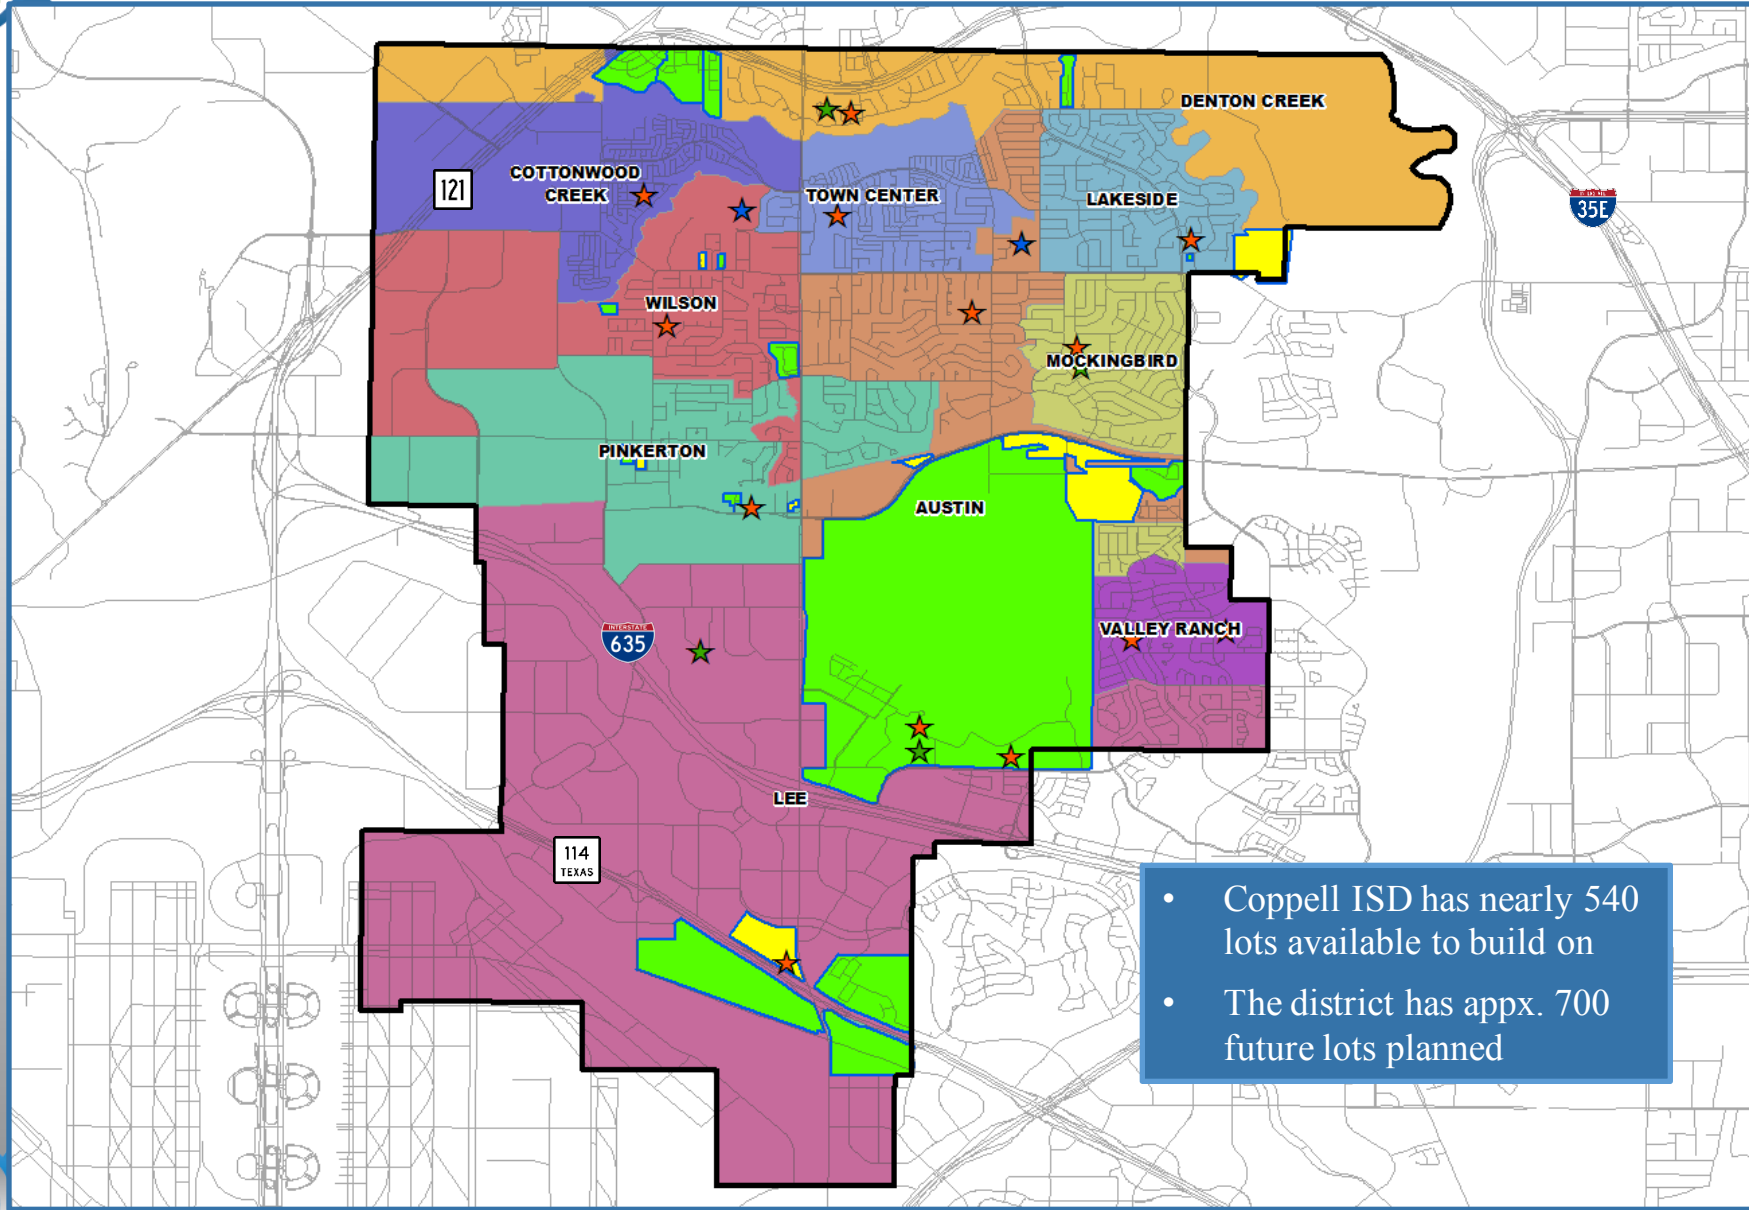 DENTON CREEK
COTTONWOOD
CREEK
121
TOWN CENTER
LAKESIDE
35E
WILSON
MOCKINGBIRD
PINKERTON
AUSTIN
INTERSTATE
635
VALLEY RANCH
LEE
114
TEXAS
• Coppell ISD has nearly 540
lots available to build on
• The district has appx. 700
future lots planned